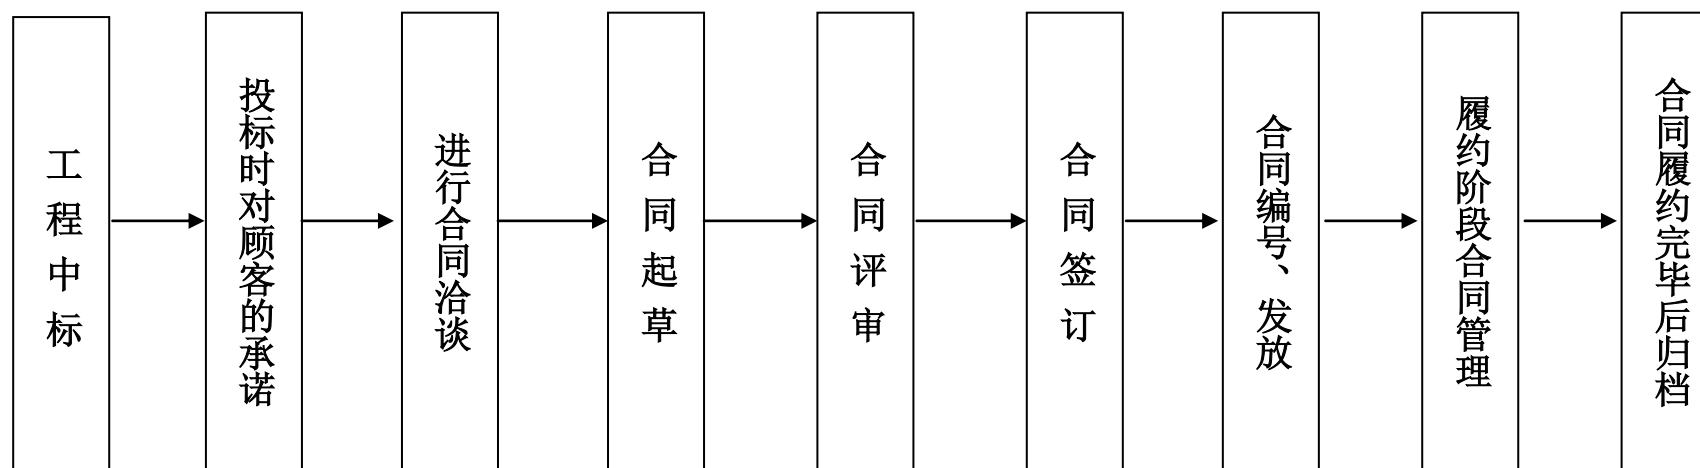 工程中标
投标时对顾客的承诺
进行合同洽谈
合同起草
合同评审
合同签订
合同编号、发放
履约阶段合同管理
合同履约完毕后归档